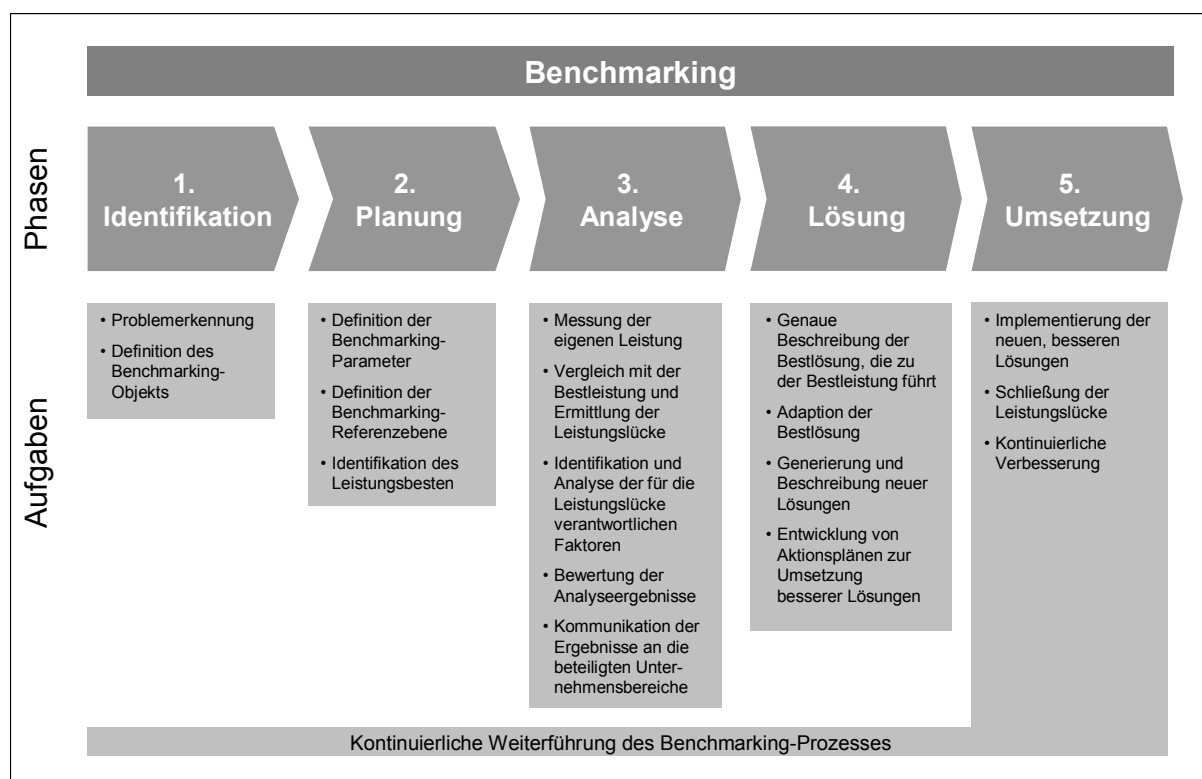 Benchmarking
Phasen
1.
Identifikation
2.
Planung
3.
Analyse
4.
Lösung
5.
Umsetzung
Aufgaben
• Problemerkennung
• Definition des
Benchmarking-
Objekts
• Definition der
Benchmarking-
Parameter
• Definition der
Benchmarking-
Referenzebene
• Identifikation des
Leistungsbesten
• Messung der
eigenen Leistung
• Vergleich mit der
Bestleistung und
Ermittlung der
Leistungslücke
• Identifikation und
Analyse der für die
Leistungslücke
verantwortlichen
Faktoren
• Bewertung der
Analyseergebnisse
• Kommunikation der
Ergebnisse an die
beteiligten Unter-
nehmensbereiche
• Genaue
Beschreibung der
Bestlösung, die zu
der Bestleistung führt
• Adaption der
Bestlösung
• Generierung und
Beschreibung neuer
Lösungen
• Entwicklung von
Aktionsplänen zur
Umsetzung
besserer Lösungen
• Implementierung der
neuen, besseren
Lösungen
• Schließung der
Leistungslücke
• Kontinuierliche
Verbesserung
Kontinuierliche Weiterführung des Benchmarking-Prozesses